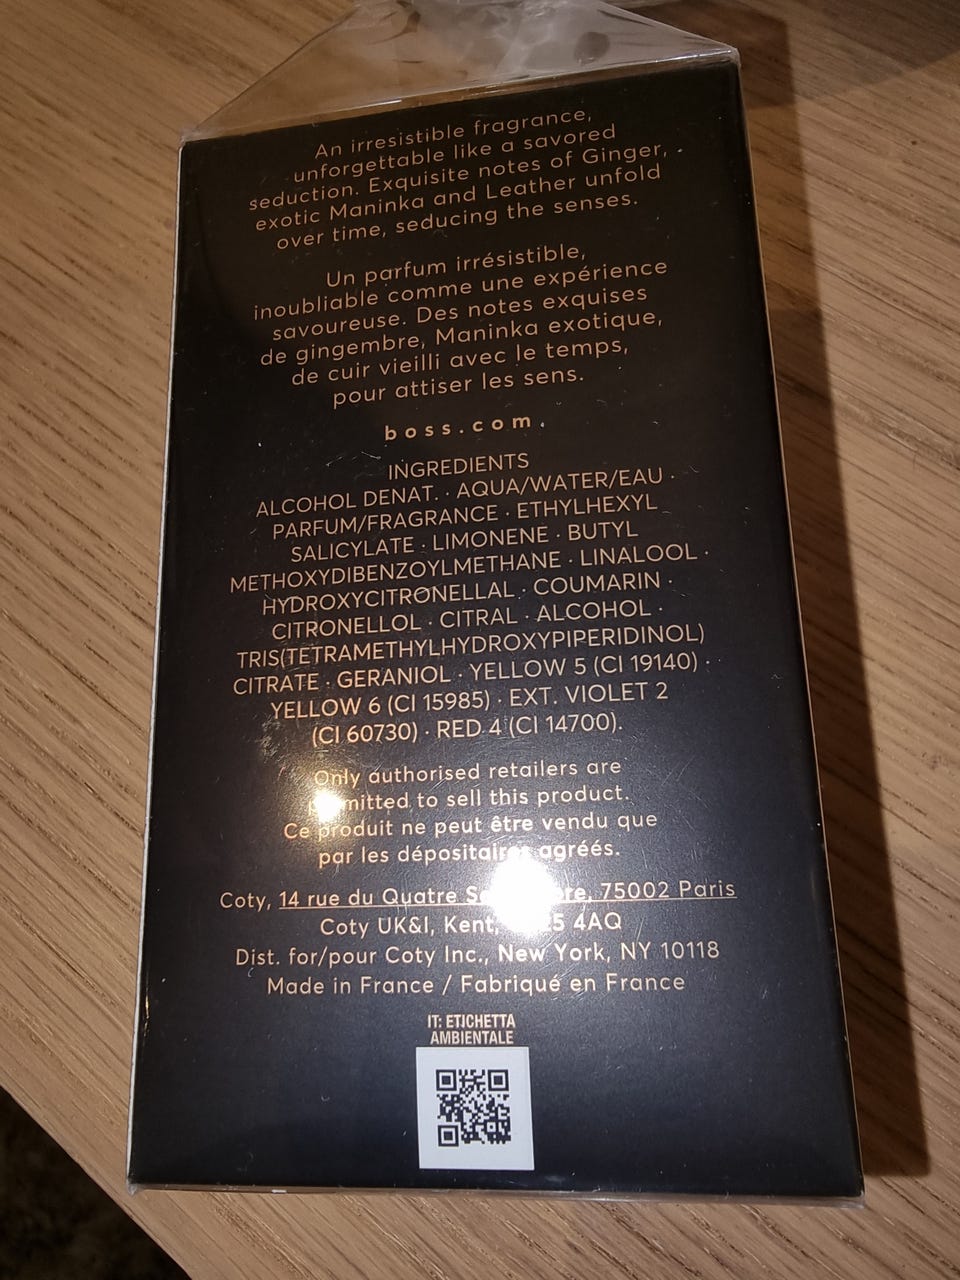 An irresistible fragrance,
unforgettable like a savored
seduction. Exquisite notes of Ginger,
exotic Maninka and Leather unfold
over time, seducing the senses.
Un parfum irrésistible,
inoubliable comme une expérience
savoureuse. Des notes exquises
de gingembre, Maninka exotique,
de cuir vieilli avec le temps,
pour attiser les sens.
boss.com
INGREDIENTS
ALCOHOL DENAT. · AQUA/WATER/EAU ·
PARFUM/FRAGRANCE · ETHYLHEXYL
SALICYLATE · LIMONENE · BUTYL
METHOXYDIBENZOYLMETHANE · LINALOOL ·
HYDROXYCITRONELLAL · COUMARIN ·
CITRONELLOL · CITRAL · ALCOHOL ·
TRIS(TETRAMETHYLHYDROXYPIPERIDINOL)
CITRATE · GERANIOL · YELLOW 5 (CI 19140) ·
YELLOW 6 (CI 15985) · EXT. VIOLET 2
(CI 60730) · RED 4 (CI 14700).
Only authorised retailers are
permitted to sell this product.
Ce produit ne peut être vendu que
par les dépositaires agréés.
Coty, 14 rue du Quatre 75002 Paris
Coty UK&I, Kent, 4AQ
Dist. for/pour Coty Inc., New York, NY 10118
Made in France / Fabriqué en France
IT: ETICHETTA
AMBIENTALE